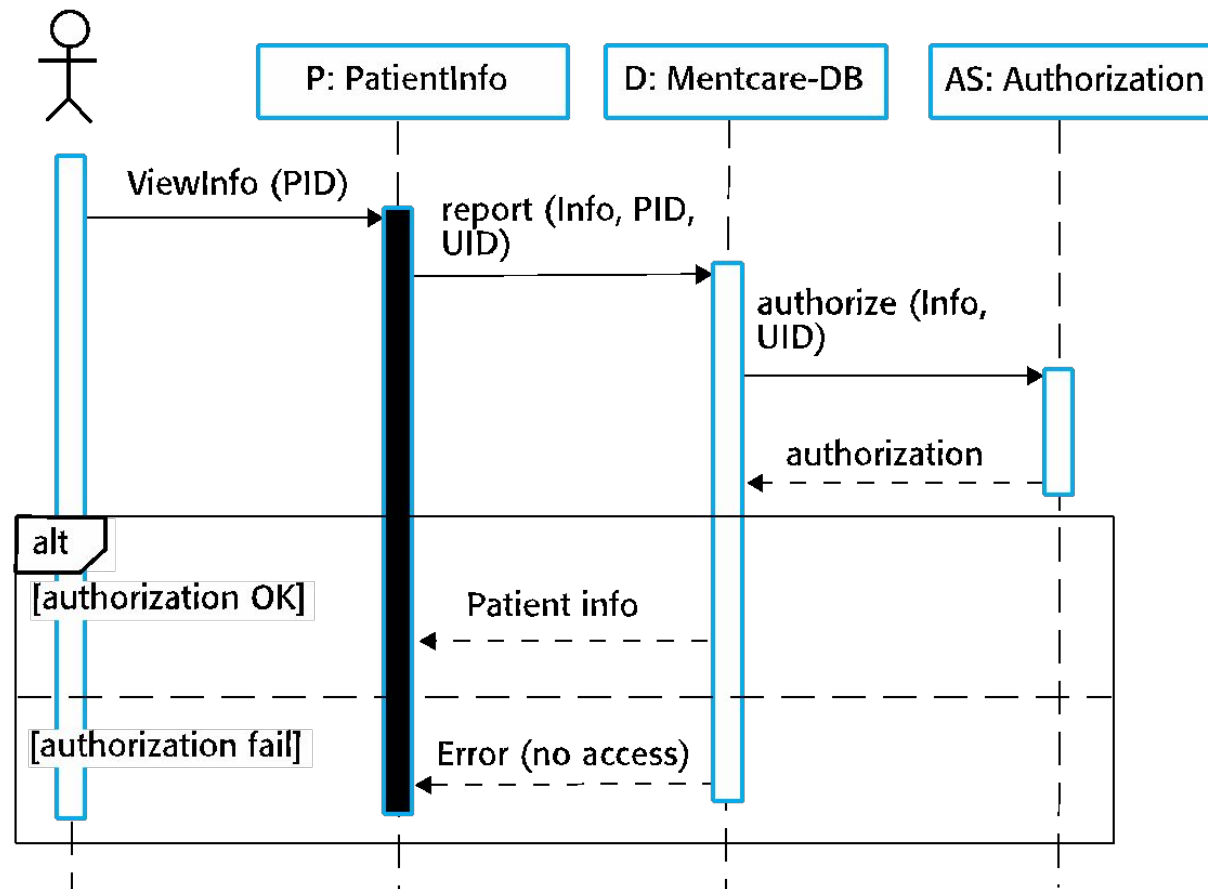 P: PatientInfo
D: Mentcare-DB
AS: Authorization
ViewInfo (PID)
report (Info, PID,
UID)
authorize (Info,
UID)
authorization
alt
[authorization OK]
Patient info
[authorization fail]
Error (no access)